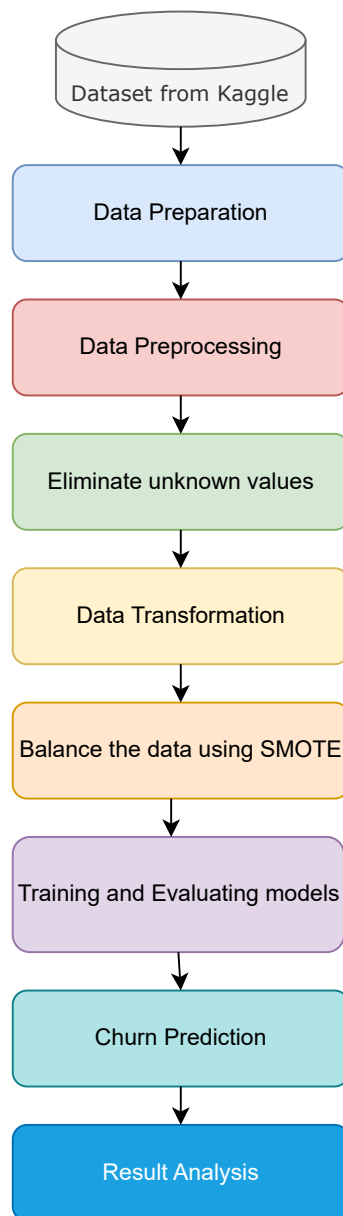 Dataset from Kaggle
Data Preparation
Data Preprocessing
Eliminate unknown values
Data Transformation
Balance the data using SMOTE
Training and Evaluating models
Churn Prediction
Result Analysis